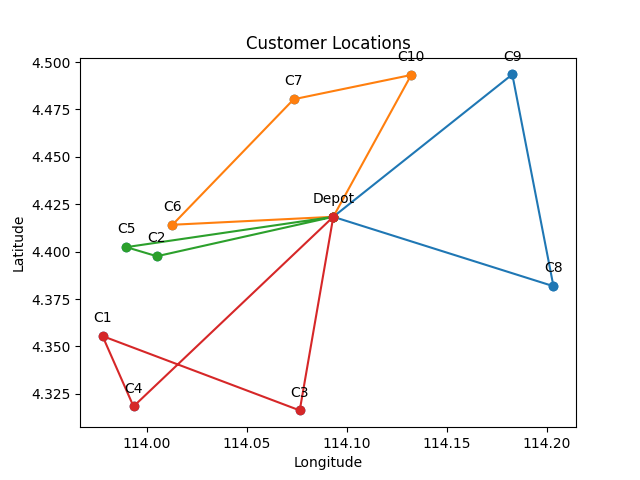 Customer Locations
C10
C9
4.500
C7
4.475
4.450
C6
Depot
4.425
C5
C2
4.400
C8
4.375
C1
4.350
C4
C3
4.325
114.00
114.05
114.10
114.15
114.20
Longitude
Latitude